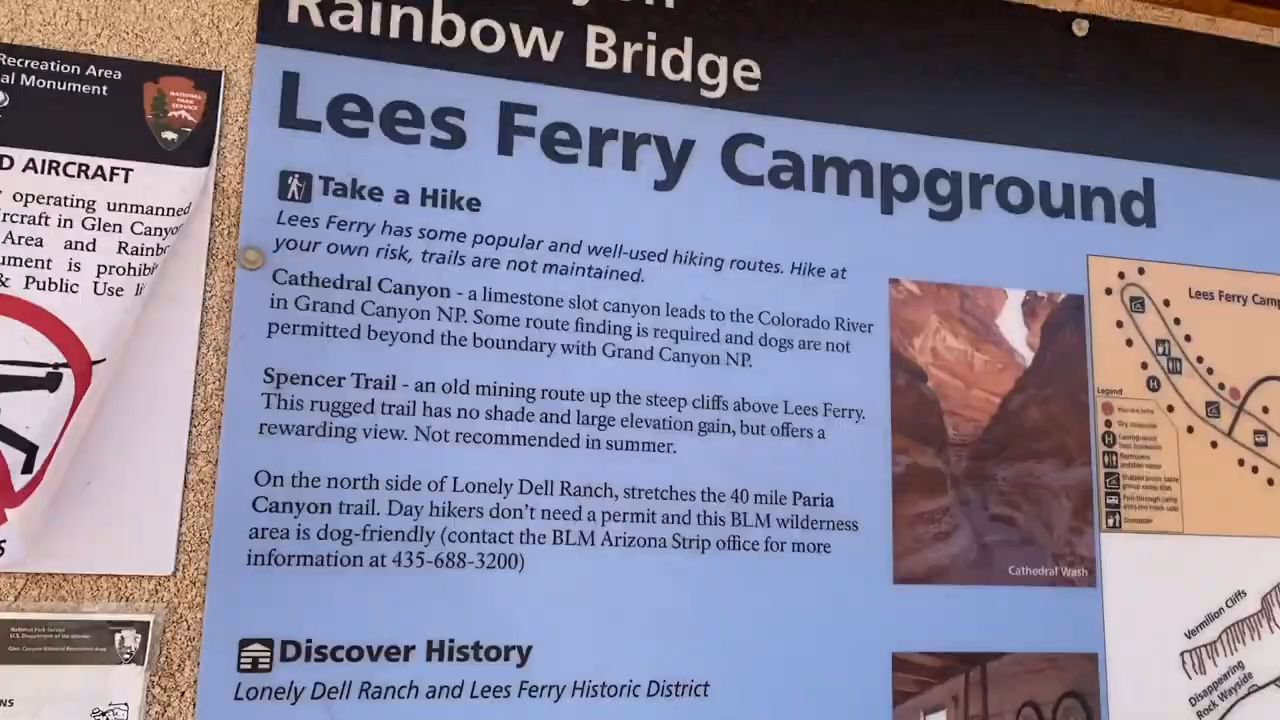 Rainbow Bridge
Lees Ferry Campground
Take a Hike
Lees Ferry has some popular and well-used hiking routes. Hike at
your own risk, trails are not maintained.
Cathedral Canyon - a limestone slot canyon leads to the Colorado River
in Grand Canyon NP. Some route finding is required and dogs are not
permitted beyond the boundary with Grand Canyon NP.
Spencer Trail - an old mining route up the steep cliffs above Lees Ferry.
This rugged trail has no shade and large elevation gain, but offers a
rewarding view. Not recommended in summer.
On the north side of Lonely Dell Ranch, stretches the 40 mile Paria
Canyon trail. Day hikers don't need a permit and this BLM wilderness
area is dog-friendly (contact the BLM Arizona Strip office for more
information at 435-688-3200)
Discover History
Lonely Dell Ranch and Lees Ferry Historic District
Cathedral Wash
Lees Ferry Cam
Legend
H
H
Vermilion Cliffs
Disappearing
Rock Wayside
Recreation Area
al Monument
NATIONAL
PARK
SERVICE
D AIRCRAFT
operating unmanned
ircraft in Glen Canyo
Area and Rainb
ument is prohib
& Public Use
National Park Service
U.S. Department of the Interior
Glen Canyon National Recreation Area
NS